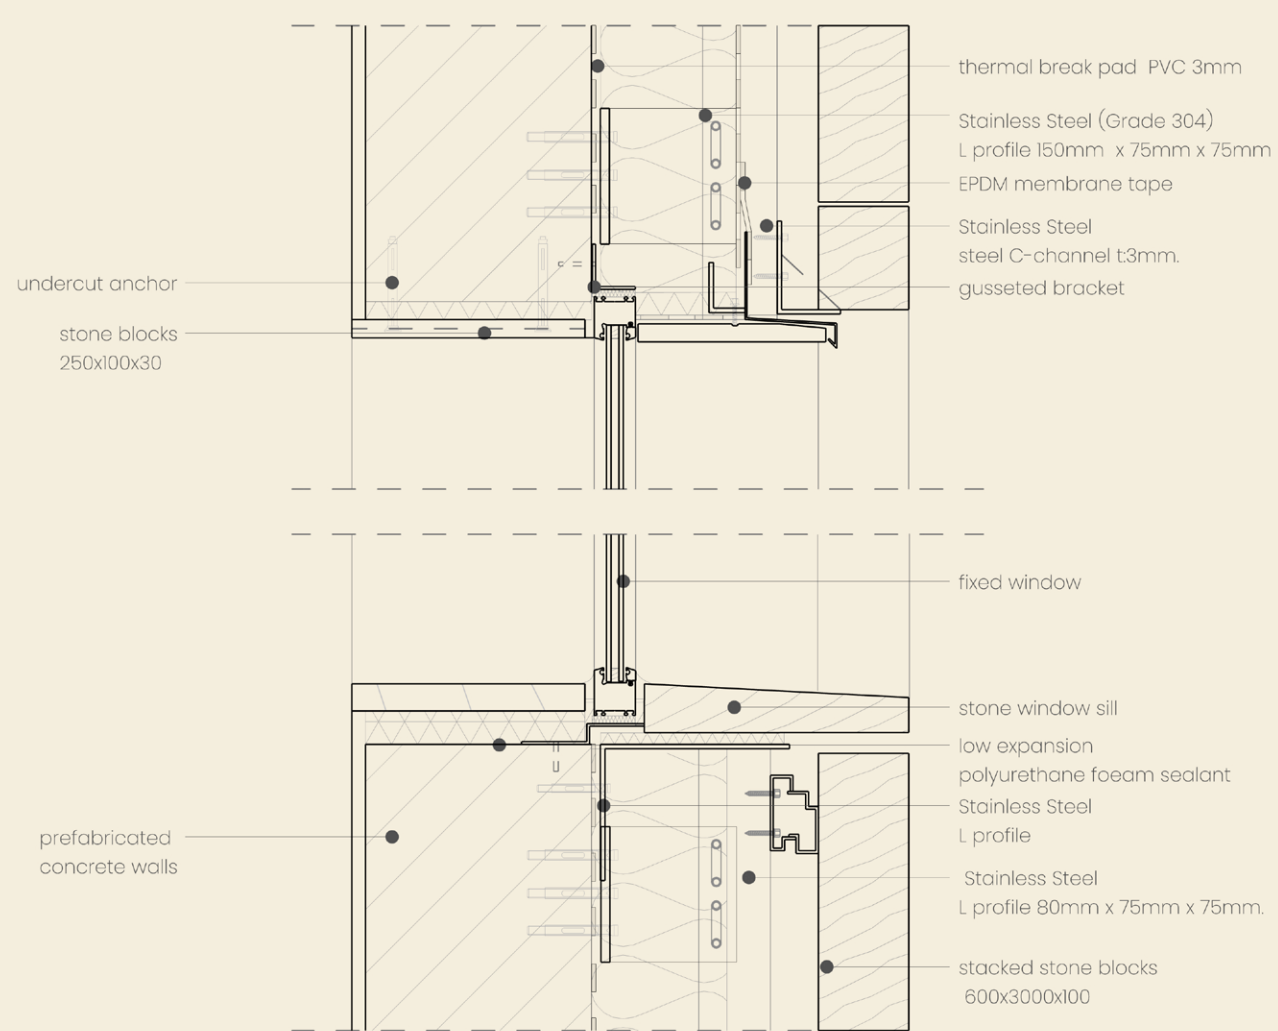 thermal break pad PVC 3mm
Stainless Steel (Grade 304)
L profile 150mm x 75mm x 75mm
EPDM membrane tape
Stainless Steel
steel C-channel t:3mm.
gusseted bracket
undercut anchor
stone blocks
250x100x30
fixed window
stone window sill
low expansion
polyurethane foeam sealant
Stainless Steel
L profile
prefabricated
concrete walls
Stainless Steel
L profile 80mm x 75mm x 75mm.
stacked stone blocks
600x3000x100